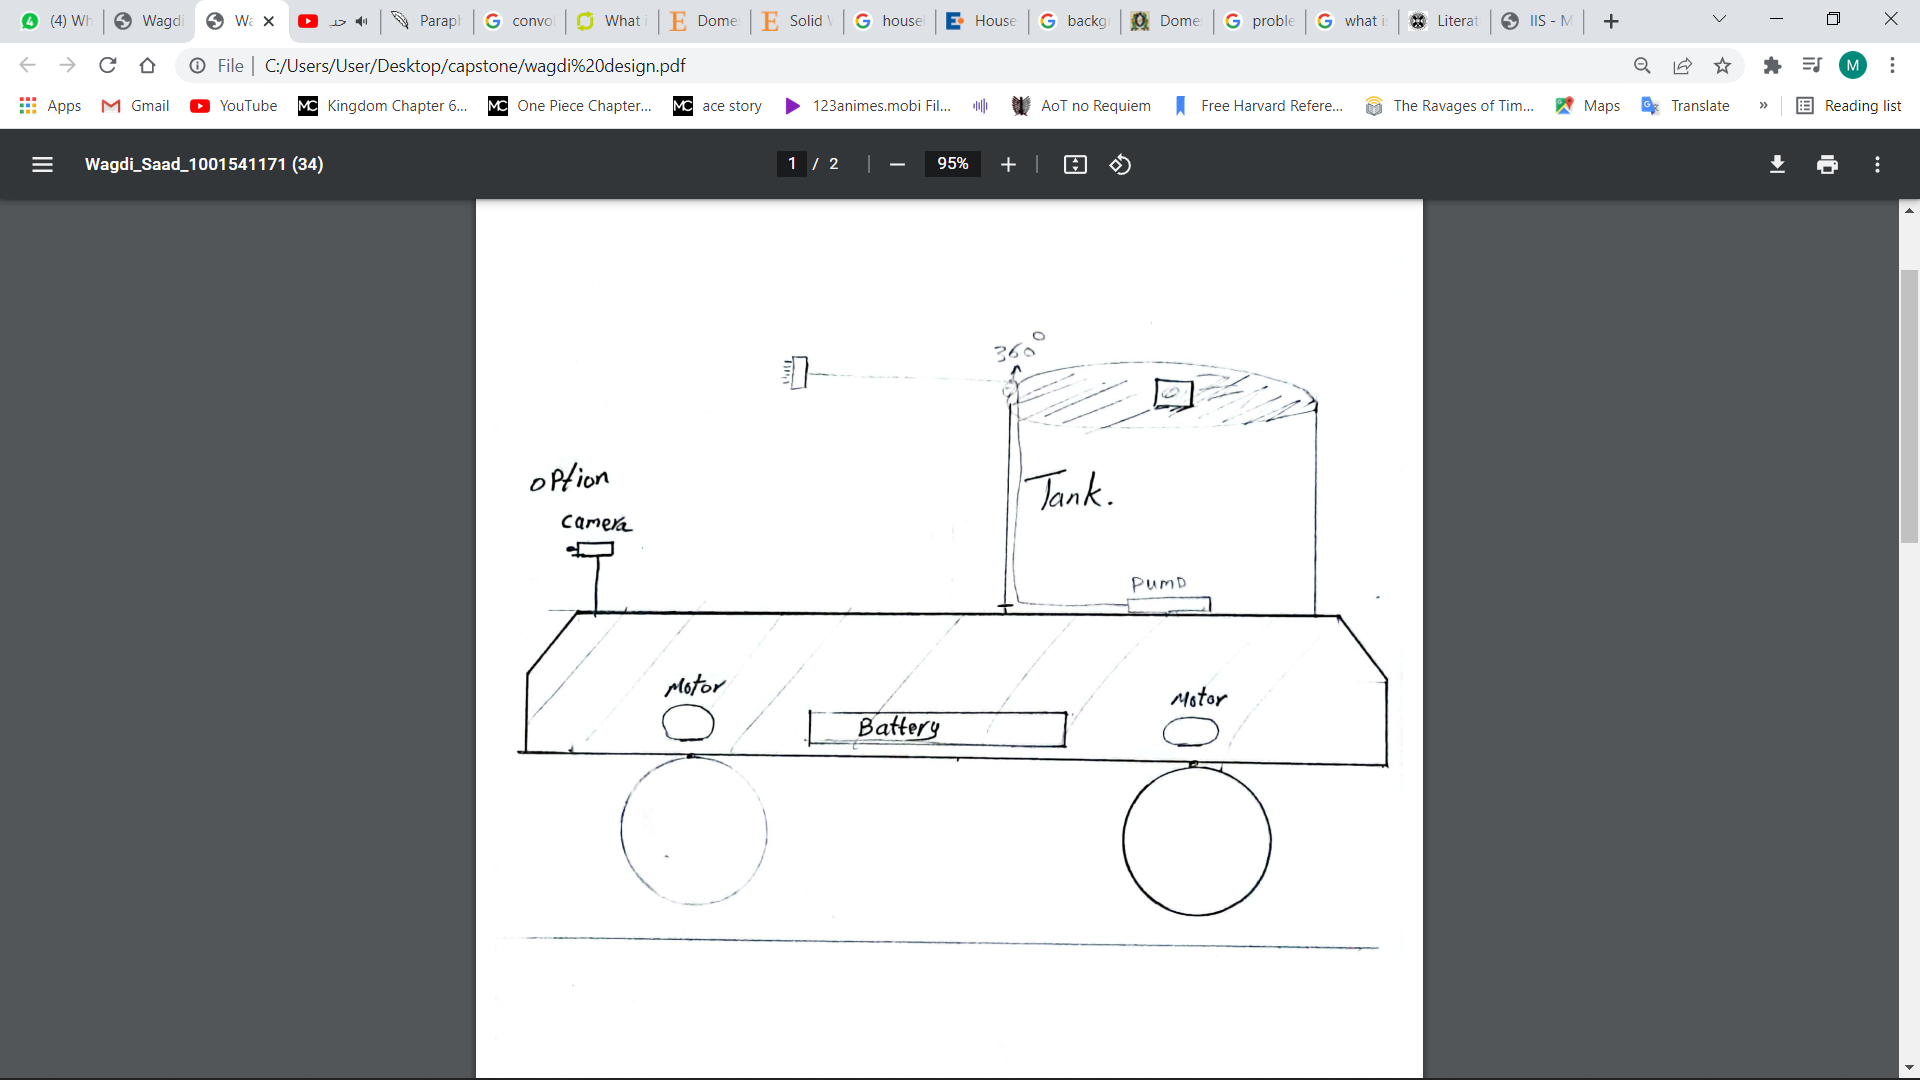 (4) Wh
Wagdi
Wa
حد
Paraph
convo
What i
Dome
Solid V
house
House
backg
Dome
proble
what is
Literat
IIS - M
File
C:/Users/User/Desktop/capstone/wagdi%20design.pdf
M
Apps
Gmail
YouTube
Kingdom Chapter 6...
One Piece Chapter...
ace story
123animes.mobi Fil...
AoT no Requiem
Free Harvard Refere...
The Ravages of Tim...
Maps
Translate
»
Reading list
Wagdi_Saad_1001541171 (34)
1 / 2
95%
360°
option
camera
Tank.
Pump
Motor
Battery
Motor